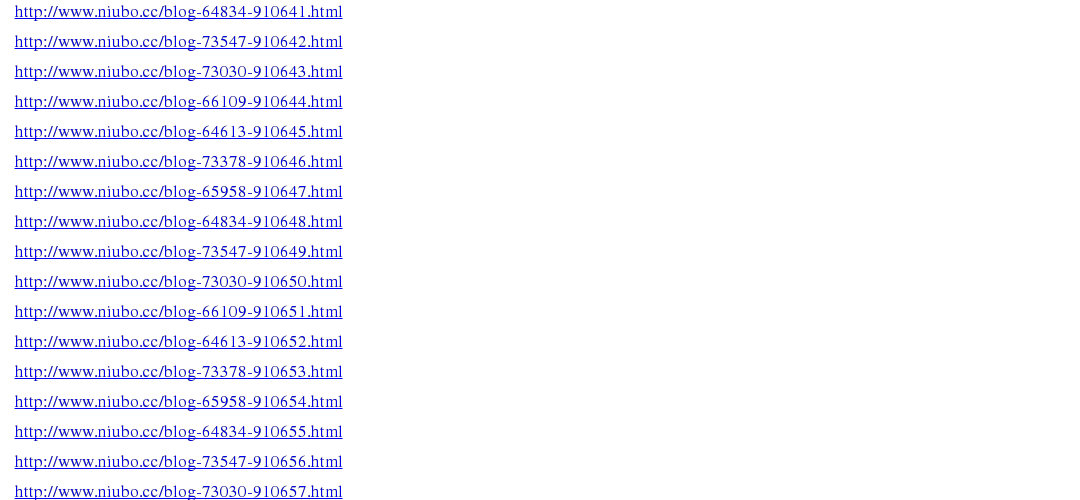 http://www.niubo.cc/blog-64834-910641.html
http://www.niubo.cc/blog-73547-910642.html
http://www.niubo.cc/blog-73030-910643.html
http://www.niubo.cc/blog-66109-910644.html
http://www.niubo.cc/blog-64613-910645.html
http://www.niubo.cc/blog-73378-910646.html
http://www.niubo.cc/blog-65958-910647.html
http://www.niubo.cc/blog-64834-910648.html
http://www.niubo.cc/blog-73547-910649.html
http://www.niubo.cc/blog-73030-910650.html
http://www.niubo.cc/blog-66109-910651.html
http://www.niubo.cc/blog-64613-910652.html
http://www.niubo.cc/blog-73378-910653.html
http://www.niubo.cc/blog-65958-910654.html
http://www.niubo.cc/blog-64834-910655.html
http://www.niubo.cc/blog-73547-910656.html
http://www.niubo.cc/blog-73030-910657.html